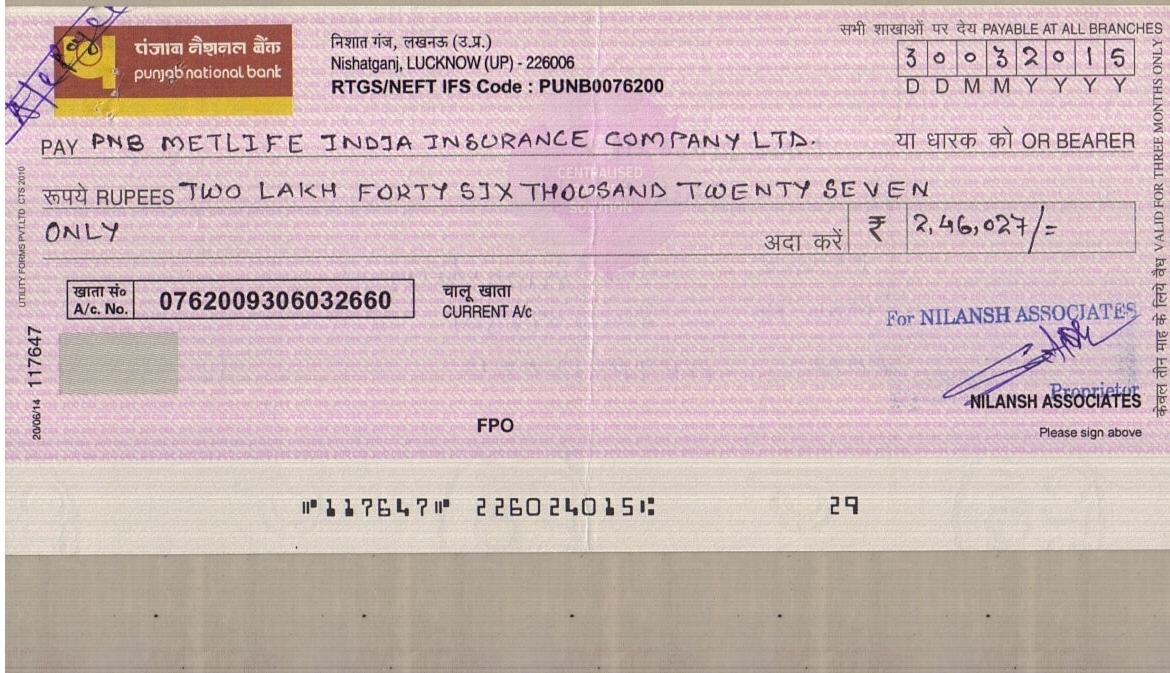 A/c Payee
पंजाब नैशनल बैंक
punjab national bank
निशात गंज, लखनऊ (उ.प्र.)
Nishatganj, LUCKNOW (UP) - 226006
RTGS/NEFT IFS Code : PUNB0076200
सभी शाखाओं पर देय PAYABLE AT ALL BRANCHES
3 0 0 3 2 0 1 5
D D M M Y Y Y Y
PAY PNB METLIFE INDIA INSURANCE COMPANY LTD. या धारक को OR BEARER
CENTRALISED
SOLUTION
रूपये RUPEES TWO LAKH FORTY SIX THOUSAND TWENTY SEVEN
ONLY अदा करें ₹ 2,46,027/=
खाता सं० 
A/c. No. 0762009306032660
चालू खाता
CURRENT A/c
For NILANSH ASSOCIATES
Proprietor
NILANSH ASSOCIATES
Please sign above
FPO
UTILITY FORMS PVT.LTD CTS 2010
20/06/14 117647
केवल तीन माह के लिये वैध VALID FOR THREE MONTHS ONLY
⑈117647⑈ 226024015⑆ 29